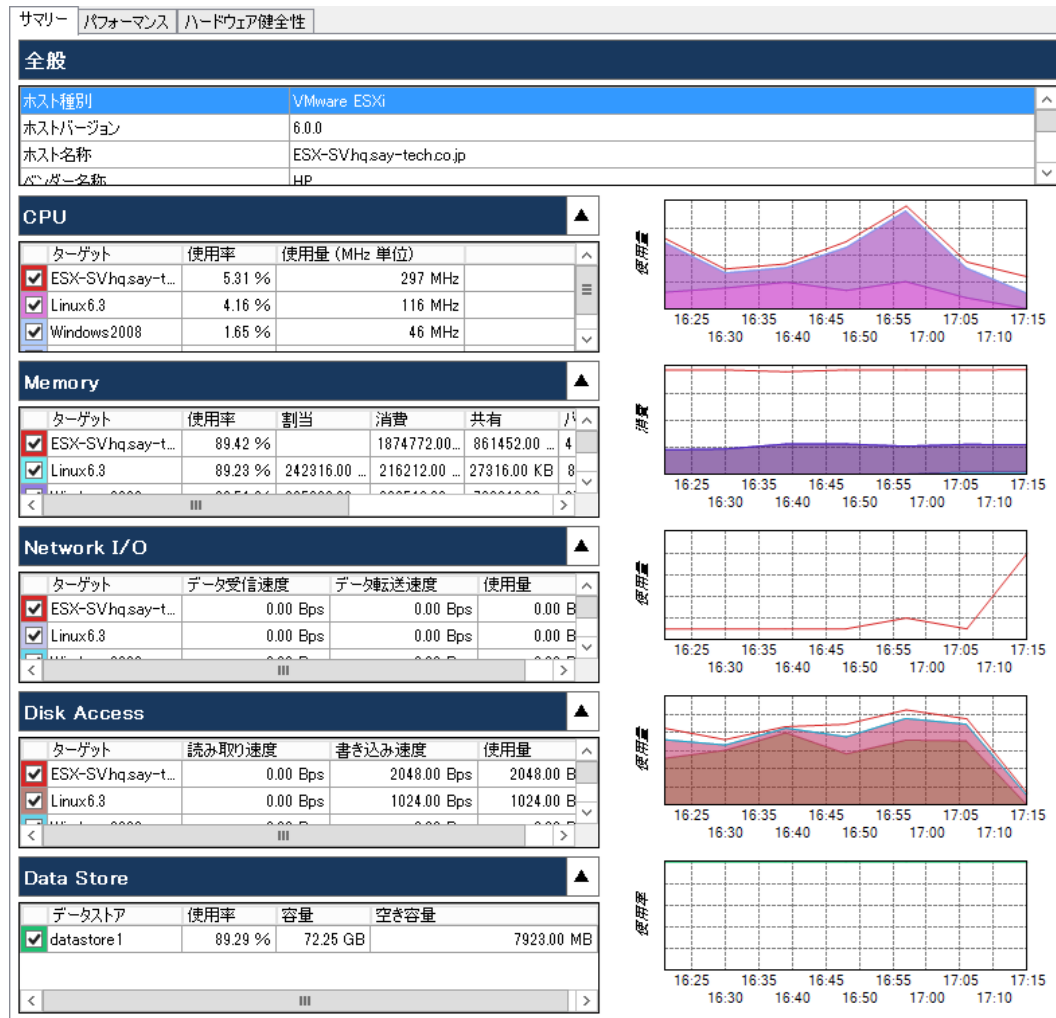 サマリー パフォーマンス ハードウェア健全性
全般
ホスト種別 VMware ESXi
ホストバージョン 6.0.0
ホスト名称 ESX-SV.hq.say-tech.co.jp
ベンダー名称 HP
CPU
ターゲット 使用率 使用量 (MHz 単位)
ESX-SV.hq.say-t... 5.31 % 297 MHz
Linux6.3 4.16 % 116 MHz
Windows2008 1.65 % 46 MHz
使用量
16:25 16:35 16:45 16:55 17:05 17:15
16:30 16:40 16:50 17:00 17:10
Memory
ターゲット 使用率 割当 消費 共有
ESX-SV.hq.say-t... 89.42 % 1874772.00... 861452.00 ... 4
Linux6.3 89.23 % 242316.00 ... 216212.00 ... 27316.00 KB 8
消費
16:25 16:35 16:45 16:55 17:05 17:15
16:30 16:40 16:50 17:00 17:10
Network I/O
ターゲット データ受信速度 データ転送速度 使用量
ESX-SV.hq.say-t... 0.00 Bps 0.00 Bps 0.00 B
Linux6.3 0.00 Bps 0.00 Bps 0.00 B
使用量
16:25 16:35 16:45 16:55 17:05 17:15
16:30 16:40 16:50 17:00 17:10
Disk Access
ターゲット 読み取り速度 書き込み速度 使用量
ESX-SV.hq.say-t... 0.00 Bps 2048.00 Bps 2048.00 B
Linux6.3 0.00 Bps 1024.00 Bps 1024.00 B
使用量
16:25 16:35 16:45 16:55 17:05 17:15
16:30 16:40 16:50 17:00 17:10
Data Store
データストア 使用率 容量 空き容量
datastore1 89.29 % 72.25 GB 7923.00 MB
使用率
16:25 16:35 16:45 16:55 17:05 17:15
16:30 16:40 16:50 17:00 17:10